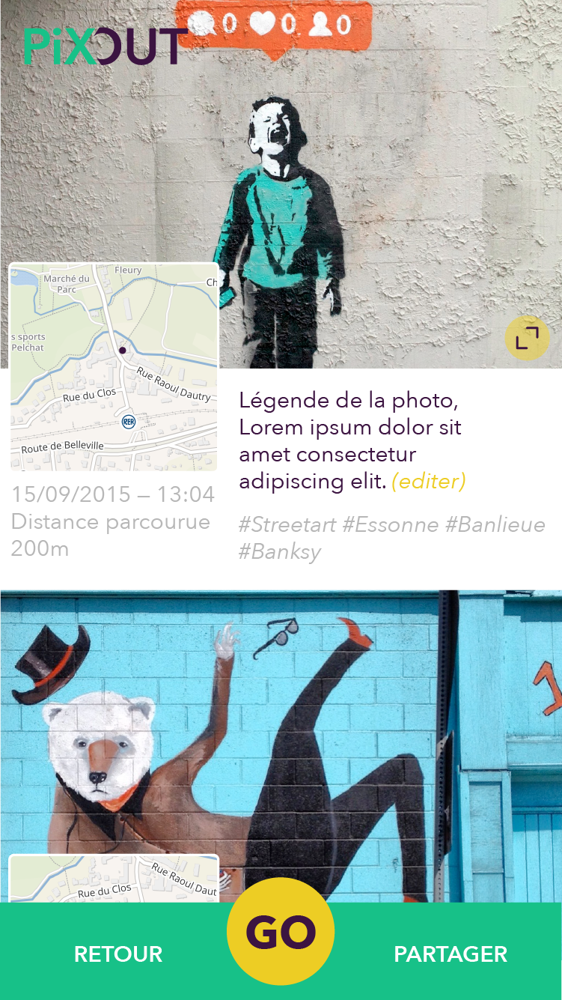 PiXOUT
0 0 0
Fleury
Marché du
Parc
Ch
s sports
Pelchat
Rue Raoul Dautry
Rue du Clos
RER
Route de Belleville
15/09/2015 – 13:04
Distance parcourue
200m
Légende de la photo,
Lorem ipsum dolor sit
amet consectetur
adipiscing elit. (editer)
#Streetart #Essonne #Banlieue
#Banksy
1
Rue Raoul Daut
Rue du Clos
RETOUR
GO
PARTAGER